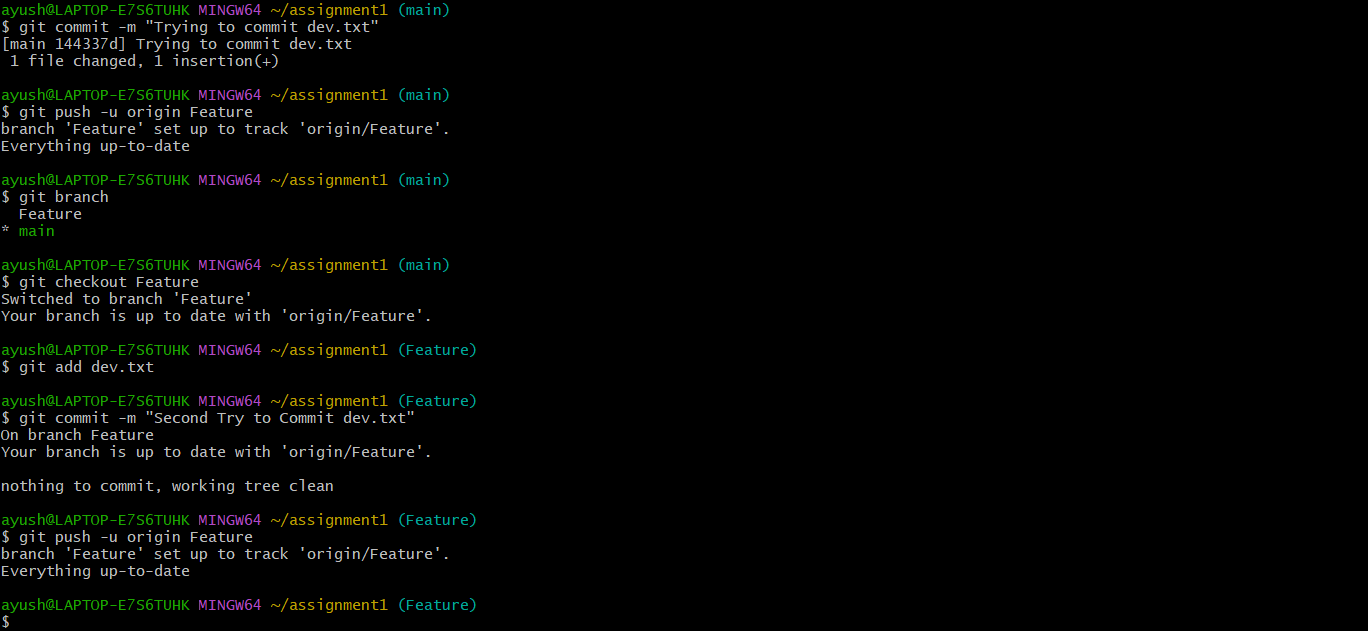 ayush@LAPTOP-E7S6TUHK MINGW64 ~/assignment1 (main)
$ git commit -m "Trying to commit dev.txt"
[main 144337d] Trying to commit dev.txt
 1 file changed, 1 insertion(+)
ayush@LAPTOP-E7S6TUHK MINGW64 ~/assignment1 (main)
$ git push -u origin Feature
branch 'Feature' set up to track 'origin/Feature'.
Everything up-to-date
ayush@LAPTOP-E7S6TUHK MINGW64 ~/assignment1 (main)
$ git branch
  Feature
* main
ayush@LAPTOP-E7S6TUHK MINGW64 ~/assignment1 (main)
$ git checkout Feature
Switched to branch 'Feature'
Your branch is up to date with 'origin/Feature'.
ayush@LAPTOP-E7S6TUHK MINGW64 ~/assignment1 (Feature)
$ git add dev.txt
ayush@LAPTOP-E7S6TUHK MINGW64 ~/assignment1 (Feature)
$ git commit -m "Second Try to Commit dev.txt"
On branch Feature
Your branch is up to date with 'origin/Feature'.
nothing to commit, working tree clean
ayush@LAPTOP-E7S6TUHK MINGW64 ~/assignment1 (Feature)
$ git push -u origin Feature
branch 'Feature' set up to track 'origin/Feature'.
Everything up-to-date
ayush@LAPTOP-E7S6TUHK MINGW64 ~/assignment1 (Feature)
$